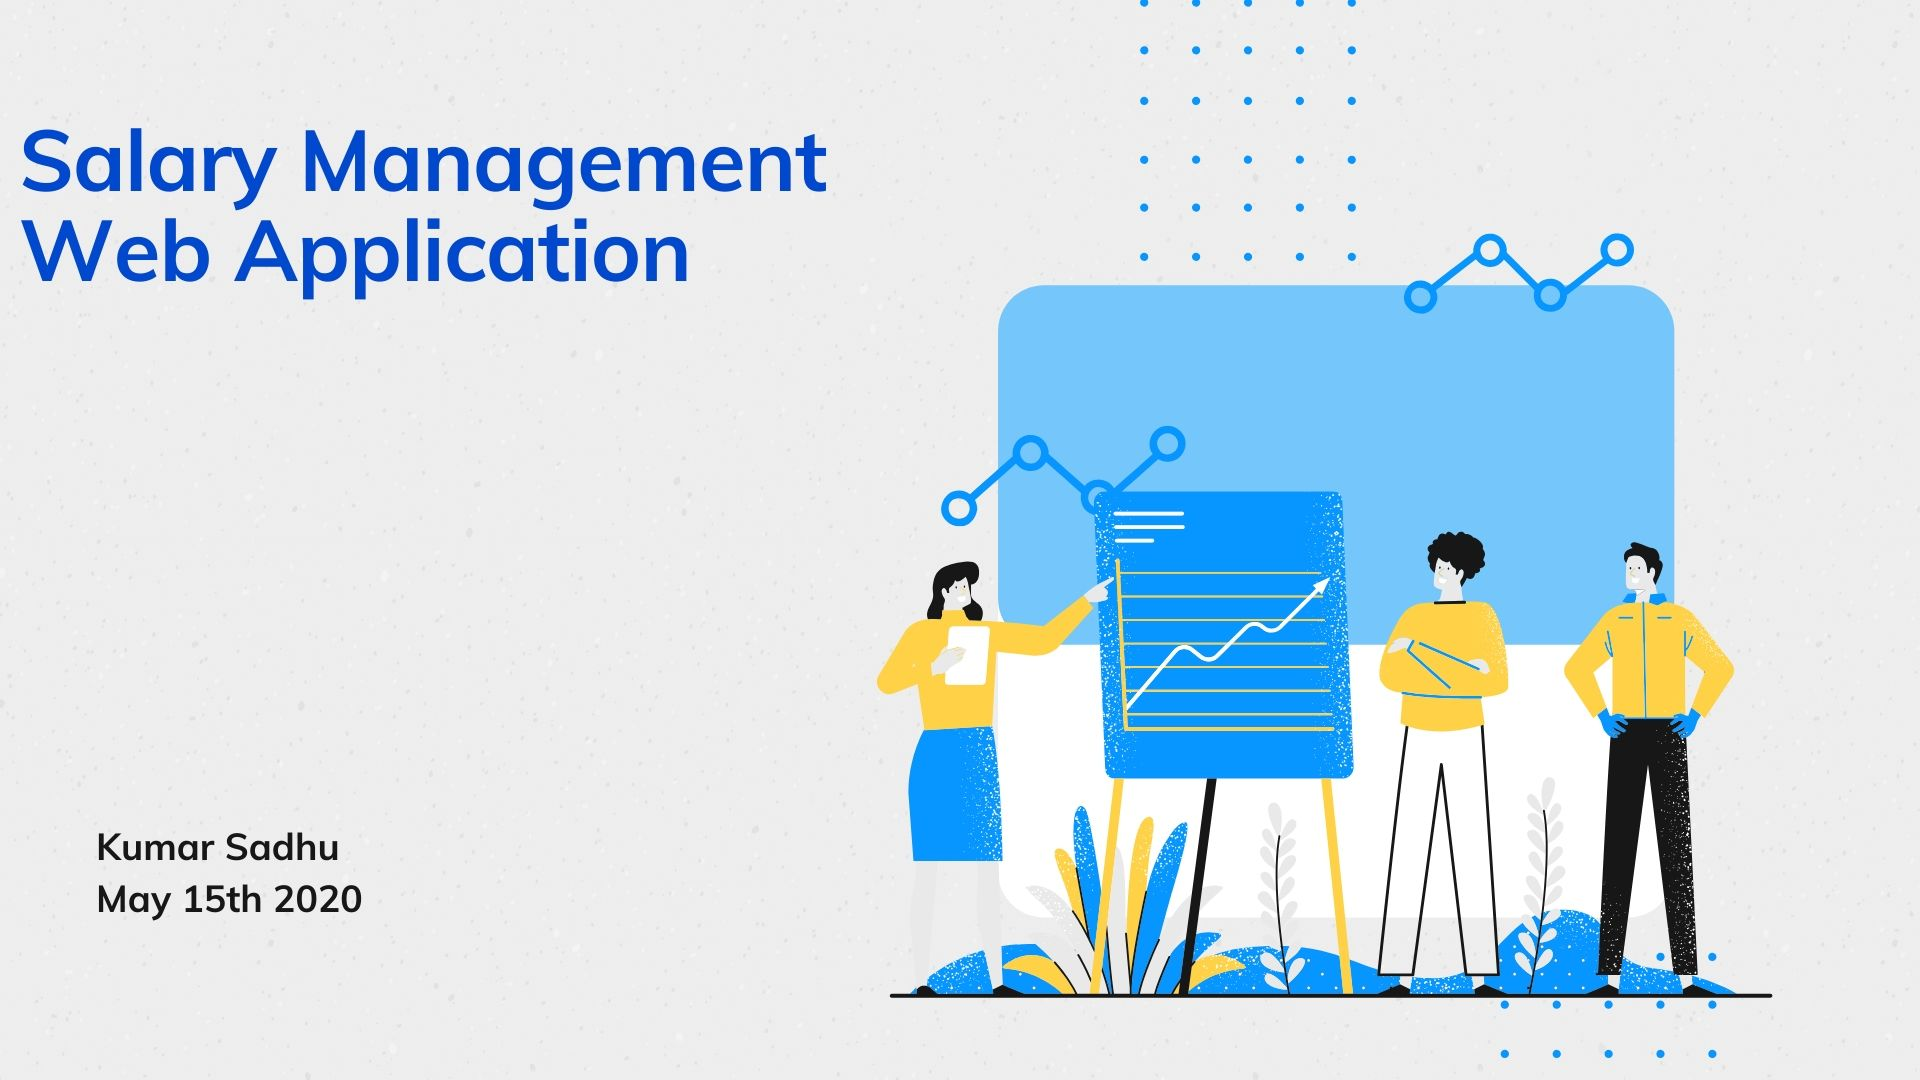 Salary Management
Web Application
Kumar Sadhu
May 15th 2020